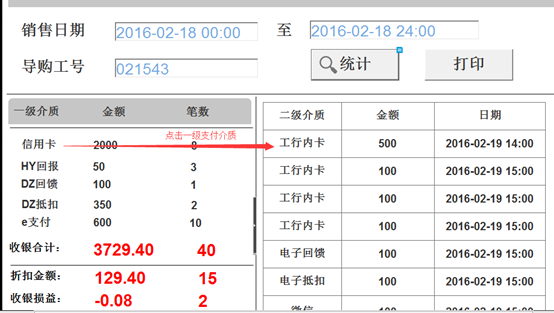 销售日期 2016-02-18 00:00 至 2016-02-18 24:00
导购工号 021543 统计 打印
一级介质 金额 笔数
点击一级支付介质
信用卡 2000 8
HY回报 50 3
DZ回馈 100 1
DZ抵扣 350 2
e支付 600 10
收银合计: 3729.40 40
折扣金额: 129.40 15
收银损益: -0.08 2
二级介质 金额 日期
工行内卡 500 2016-02-19 14:00
工行内卡 100 2016-02-19 15:00
工行内卡 100 2016-02-19 15:00
工行内卡 100 2016-02-19 15:00
电子回馈 100 2016-02-19 15:00
电子抵扣 100 2016-02-19 15:00
微信 100 2016-02-19 15:00